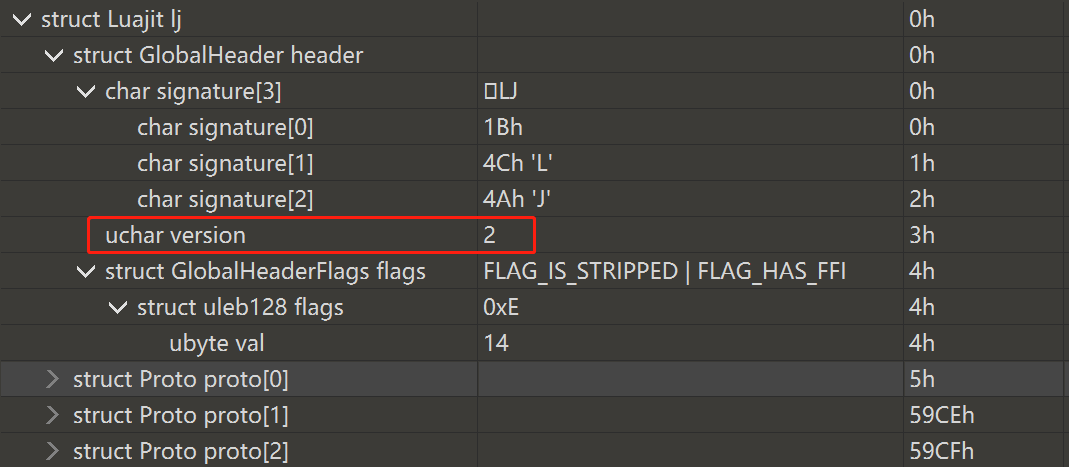 struct Luajit lj 0h
struct GlobalHeader header 0h
char signature[3] LJ 0h
char signature[0] 1Bh 0h
char signature[1] 4Ch 'L' 1h
char signature[2] 4Ah 'J' 2h
uchar version 2 3h
struct GlobalHeaderFlags flags FLAG_IS_STRIPPED | FLAG_HAS_FFI 4h
struct uleb128 flags 0xE 4h
ubyte val 14 4h
struct Proto proto[0] 5h
struct Proto proto[1] 59CEh
struct Proto proto[2] 59CFh